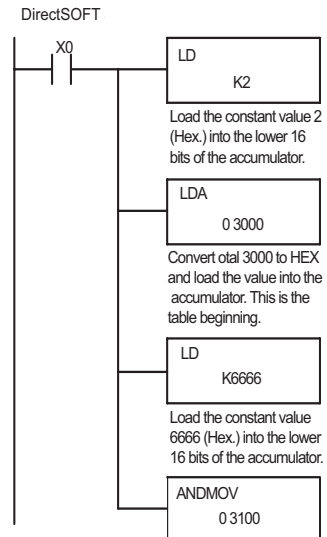 DirectSOFT
X0
LD
K2
Load the constant value 2
(Hex.) into the lower 16
bits of the accumulator.
LDA
0 3000
Convert otal 3000 to HEX
and load the value into the
accumulator. This is the
table beginning.
LD
K6666
Load the constant value
6666 (Hex.) into the lower
16 bits of the accumulator.
ANDMOV
0 3100